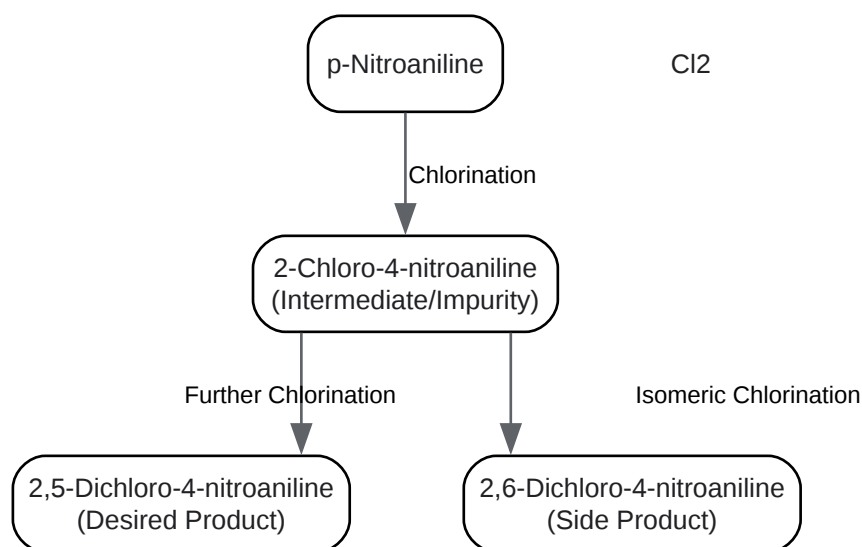 p-Nitroaniline
Cl2
Chlorination
2-Chloro-4-nitroaniline
(Intermediate/Impurity)
Further Chlorination
Isomeric Chlorination
2,5-Dichloro-4-nitroaniline
(Desired Product)
2,6-Dichloro-4-nitroaniline
(Side Product)